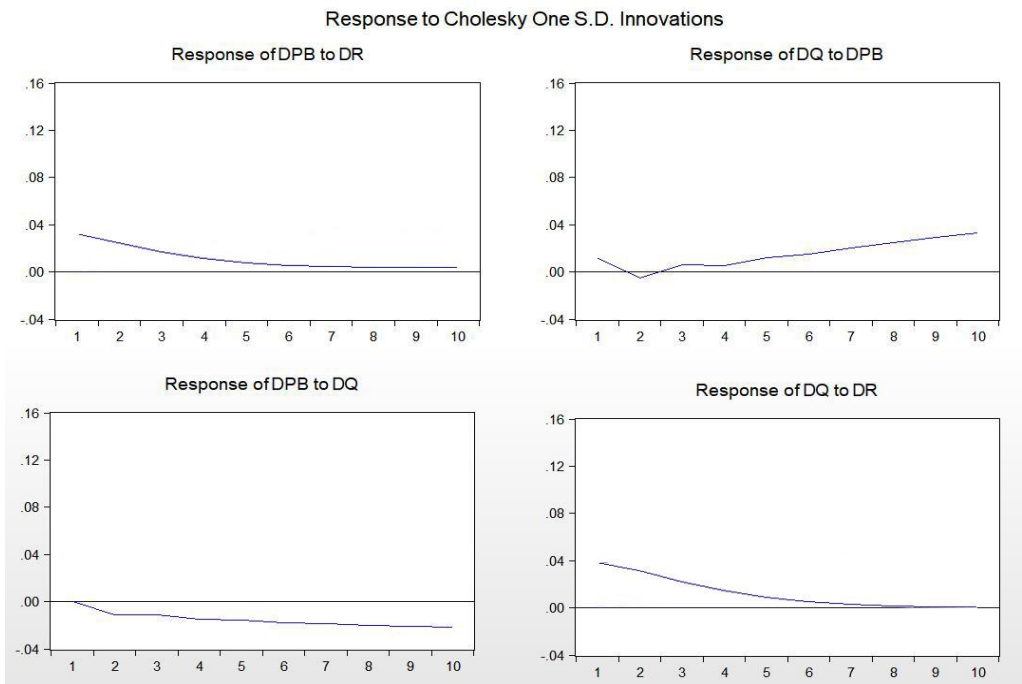 Response to Cholesky One S.D. Innovations
Response of DPB to DR
.16
.12
.08
.04
.00
-.04
1 2 3 4 5 6 7 8 9 10
Response of DQ to DPB
.16
.12
.08
.04
.00
-.04
1 2 3 4 5 6 7 8 9 10
Response of DPB to DQ
.16
.12
.08
.04
.00
-.04
1 2 3 4 5 6 7 8 9 10
Response of DQ to DR
.16
.12
.08
.04
.00
-.04
1 2 3 4 5 6 7 8 9 10